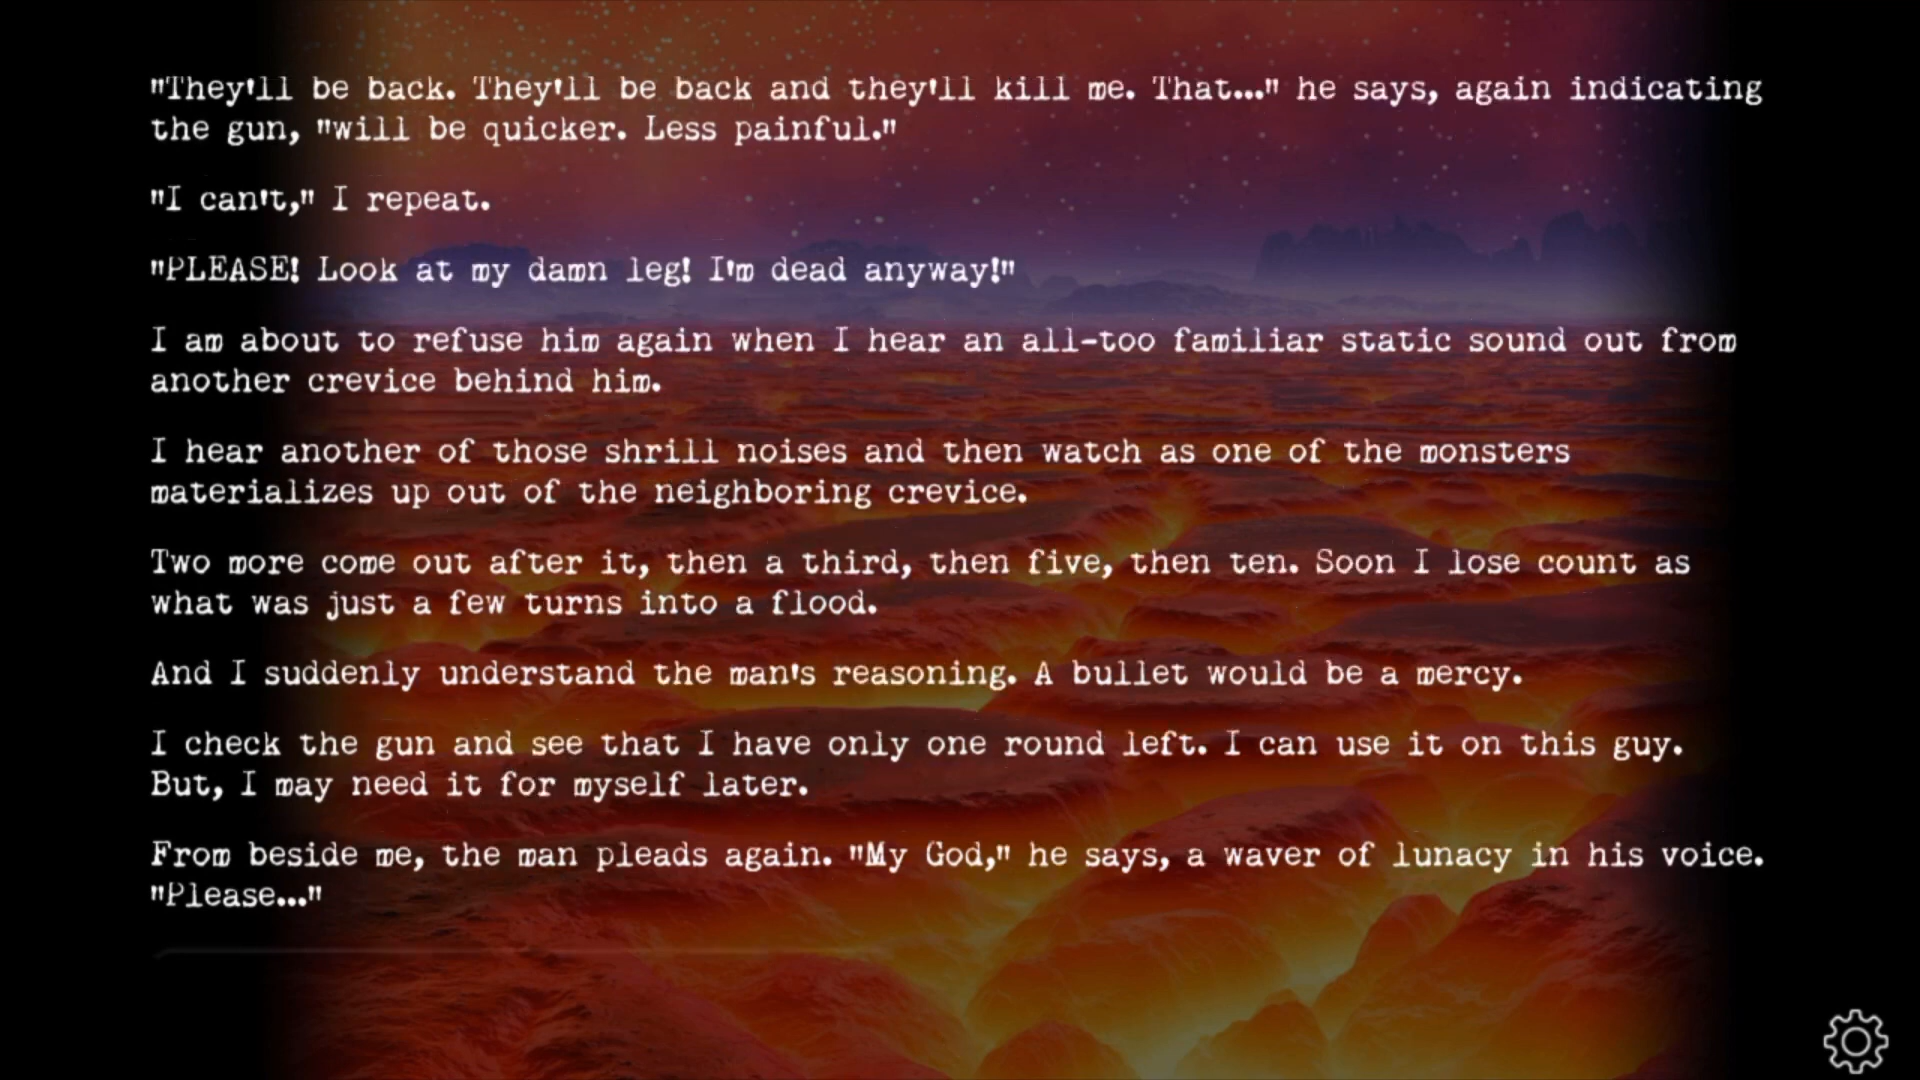 "They'll be back. They'll be back and they'll kill me. That..." he says, again indicating
the gun, "will be quicker. Less painful."
"I can't," I repeat.
"PLEASE! Look at my damn leg! I'm dead anyway!"
I am about to refuse him again when I hear an all-too familiar static sound out from
another crevice behind him.
I hear another of those shrill noises and then watch as one of the monsters
materializes up out of the neighboring crevice.
Two more come out after it, then a third, then five, then ten. Soon I lose count as
what was just a few turns into a flood.
And I suddenly understand the man's reasoning. A bullet would be a mercy.
I check the gun and see that I have only one round left. I can use it on this guy.
But, I may need it for myself later.
From beside me, the man pleads again. "My God," he says, a waver of lunacy in his voice.
"Please..."